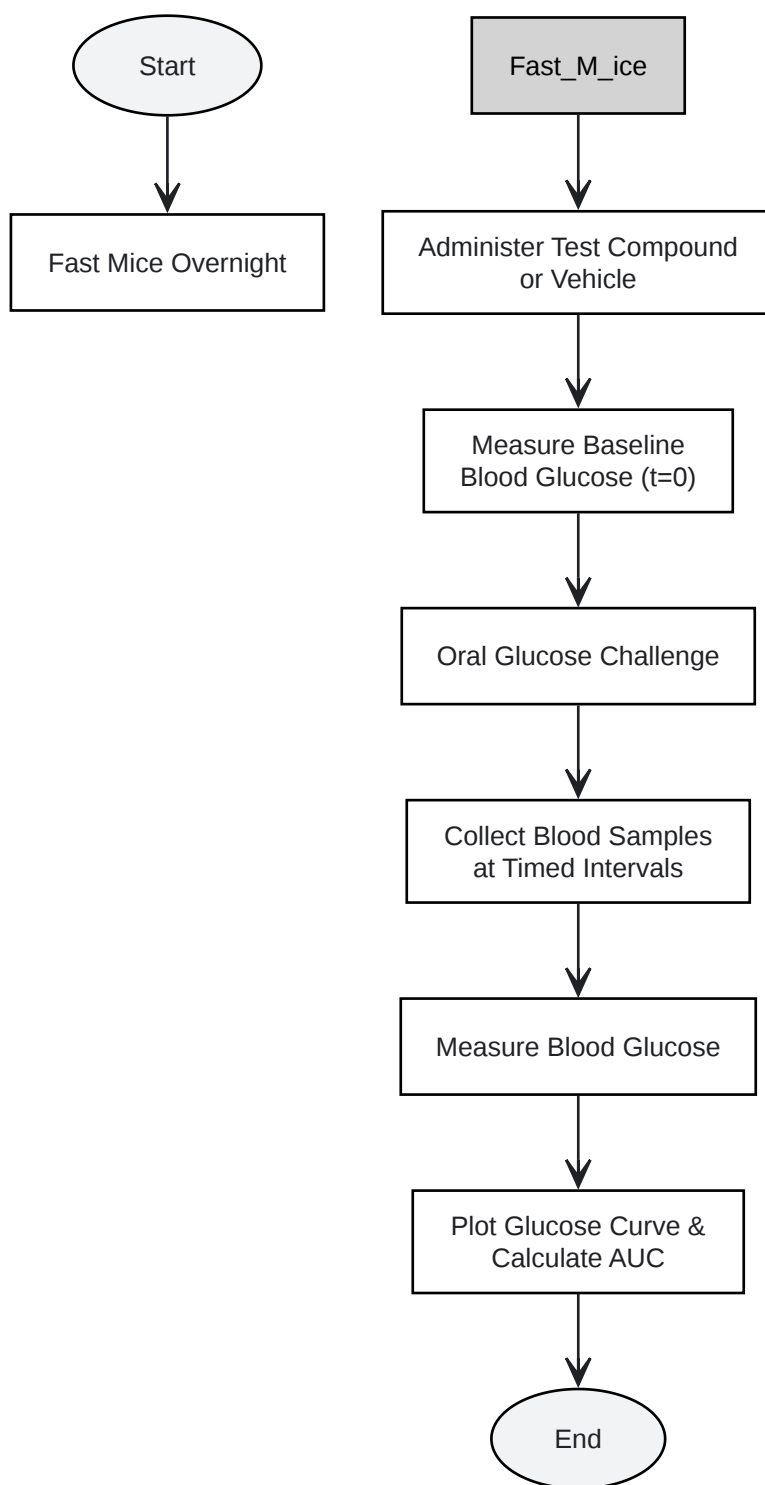 Start
Fast Mice Overnight
Fast_M_ice
Administer Test Compound
or Vehicle
Measure Baseline
Blood Glucose (t=0)
Oral Glucose Challenge
Collect Blood Samples
at Timed Intervals
Measure Blood Glucose
Plot Glucose Curve &
Calculate AUC
End